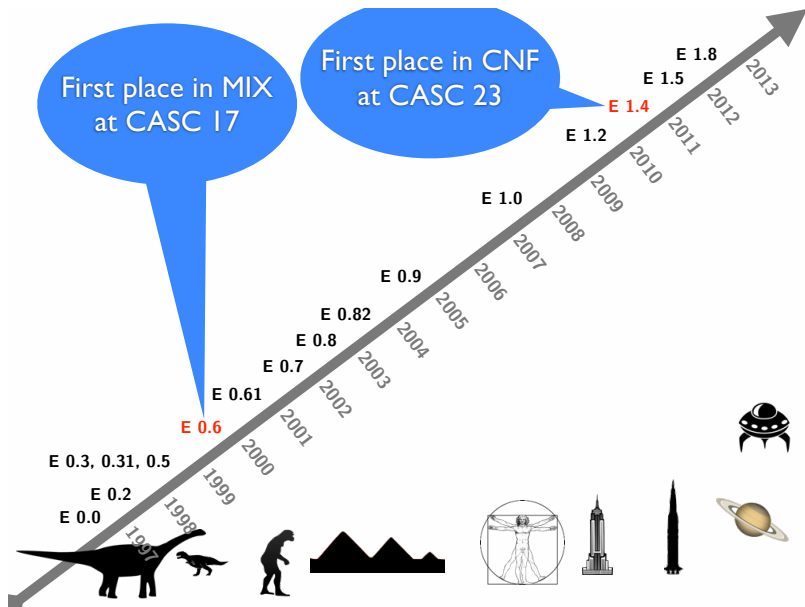 First place in MIX
at CASC 17
First place in CNF
at CASC 23
E 1.8
E 1.5
E 1.4
E 1.2
E 1.0
E 0.9
E 0.82
E 0.8
E 0.7
E 0.61
E 0.6
E 0.3, 0.31, 0.5
E 0.2
E 0.0
2013
2012
2011
2010
2009
2008
2007
2006
2005
2004
2003
2002
2001
2000
1999
1998
1997